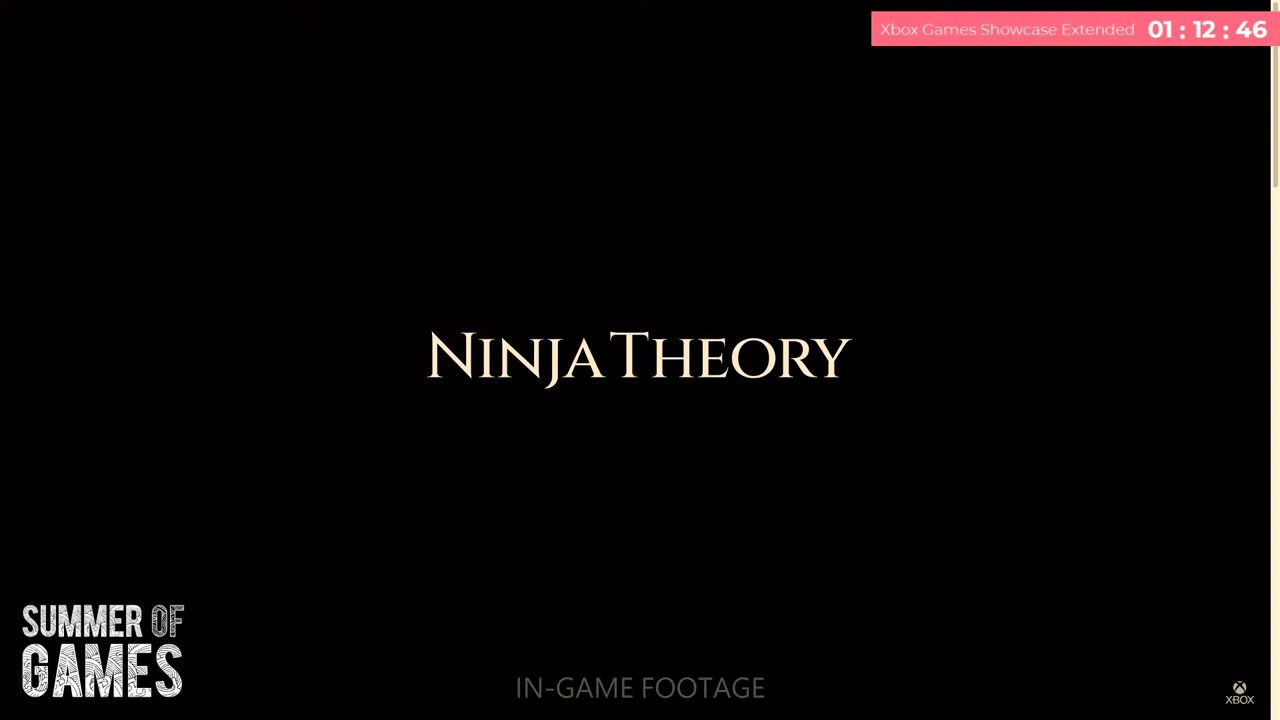 Xbox Games Showcase Extended 01 : 12 : 46
NINJA THEORY
SUMMER OF
GAMES
IN-GAME FOOTAGE
XBOX